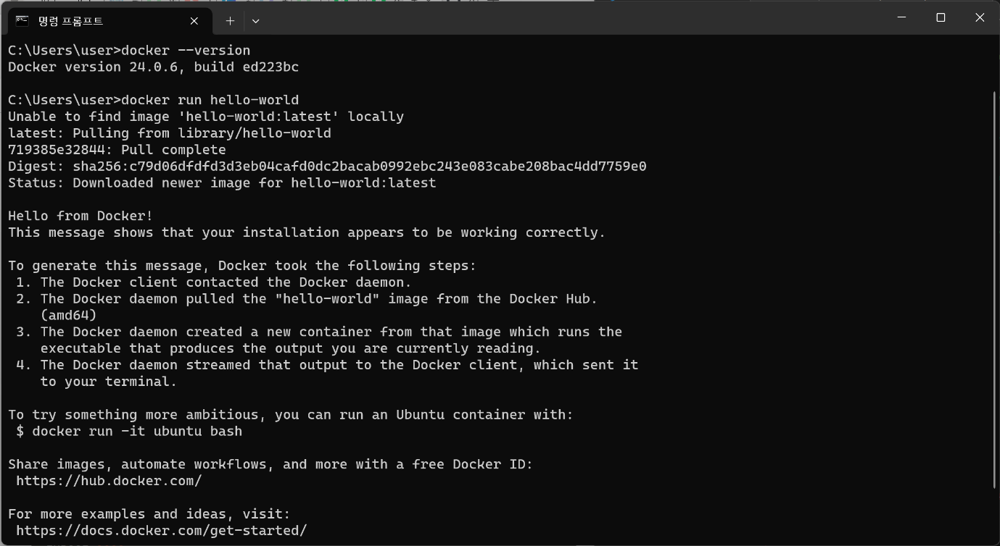 명령 프롬프트
C:\Users\user>docker --version
Docker version 24.0.6, build ed223bc
C:\Users\user>docker run hello-world
Unable to find image 'hello-world:latest' locally
latest: Pulling from library/hello-world
719385e32844: Pull complete
Digest: sha256:c79d06dfdfd3d3eb04cafd0dc2bacab0992ebc243e083cabe208bac4dd7759e0
Status: Downloaded newer image for hello-world:latest
Hello from Docker!
This message shows that your installation appears to be working correctly.
To generate this message, Docker took the following steps:
1. The Docker client contacted the Docker daemon.
2. The Docker daemon pulled the "hello-world" image from the Docker Hub.
(amd64)
3. The Docker daemon created a new container from that image which runs the
executable that produces the output you are currently reading.
4. The Docker daemon streamed that output to the Docker client, which sent it
to your terminal.
To try something more ambitious, you can run an Ubuntu container with:
$ docker run -it ubuntu bash
Share images, automate workflows, and more with a free Docker ID:
https://hub.docker.com/
For more examples and ideas, visit:
https://docs.docker.com/get-started/